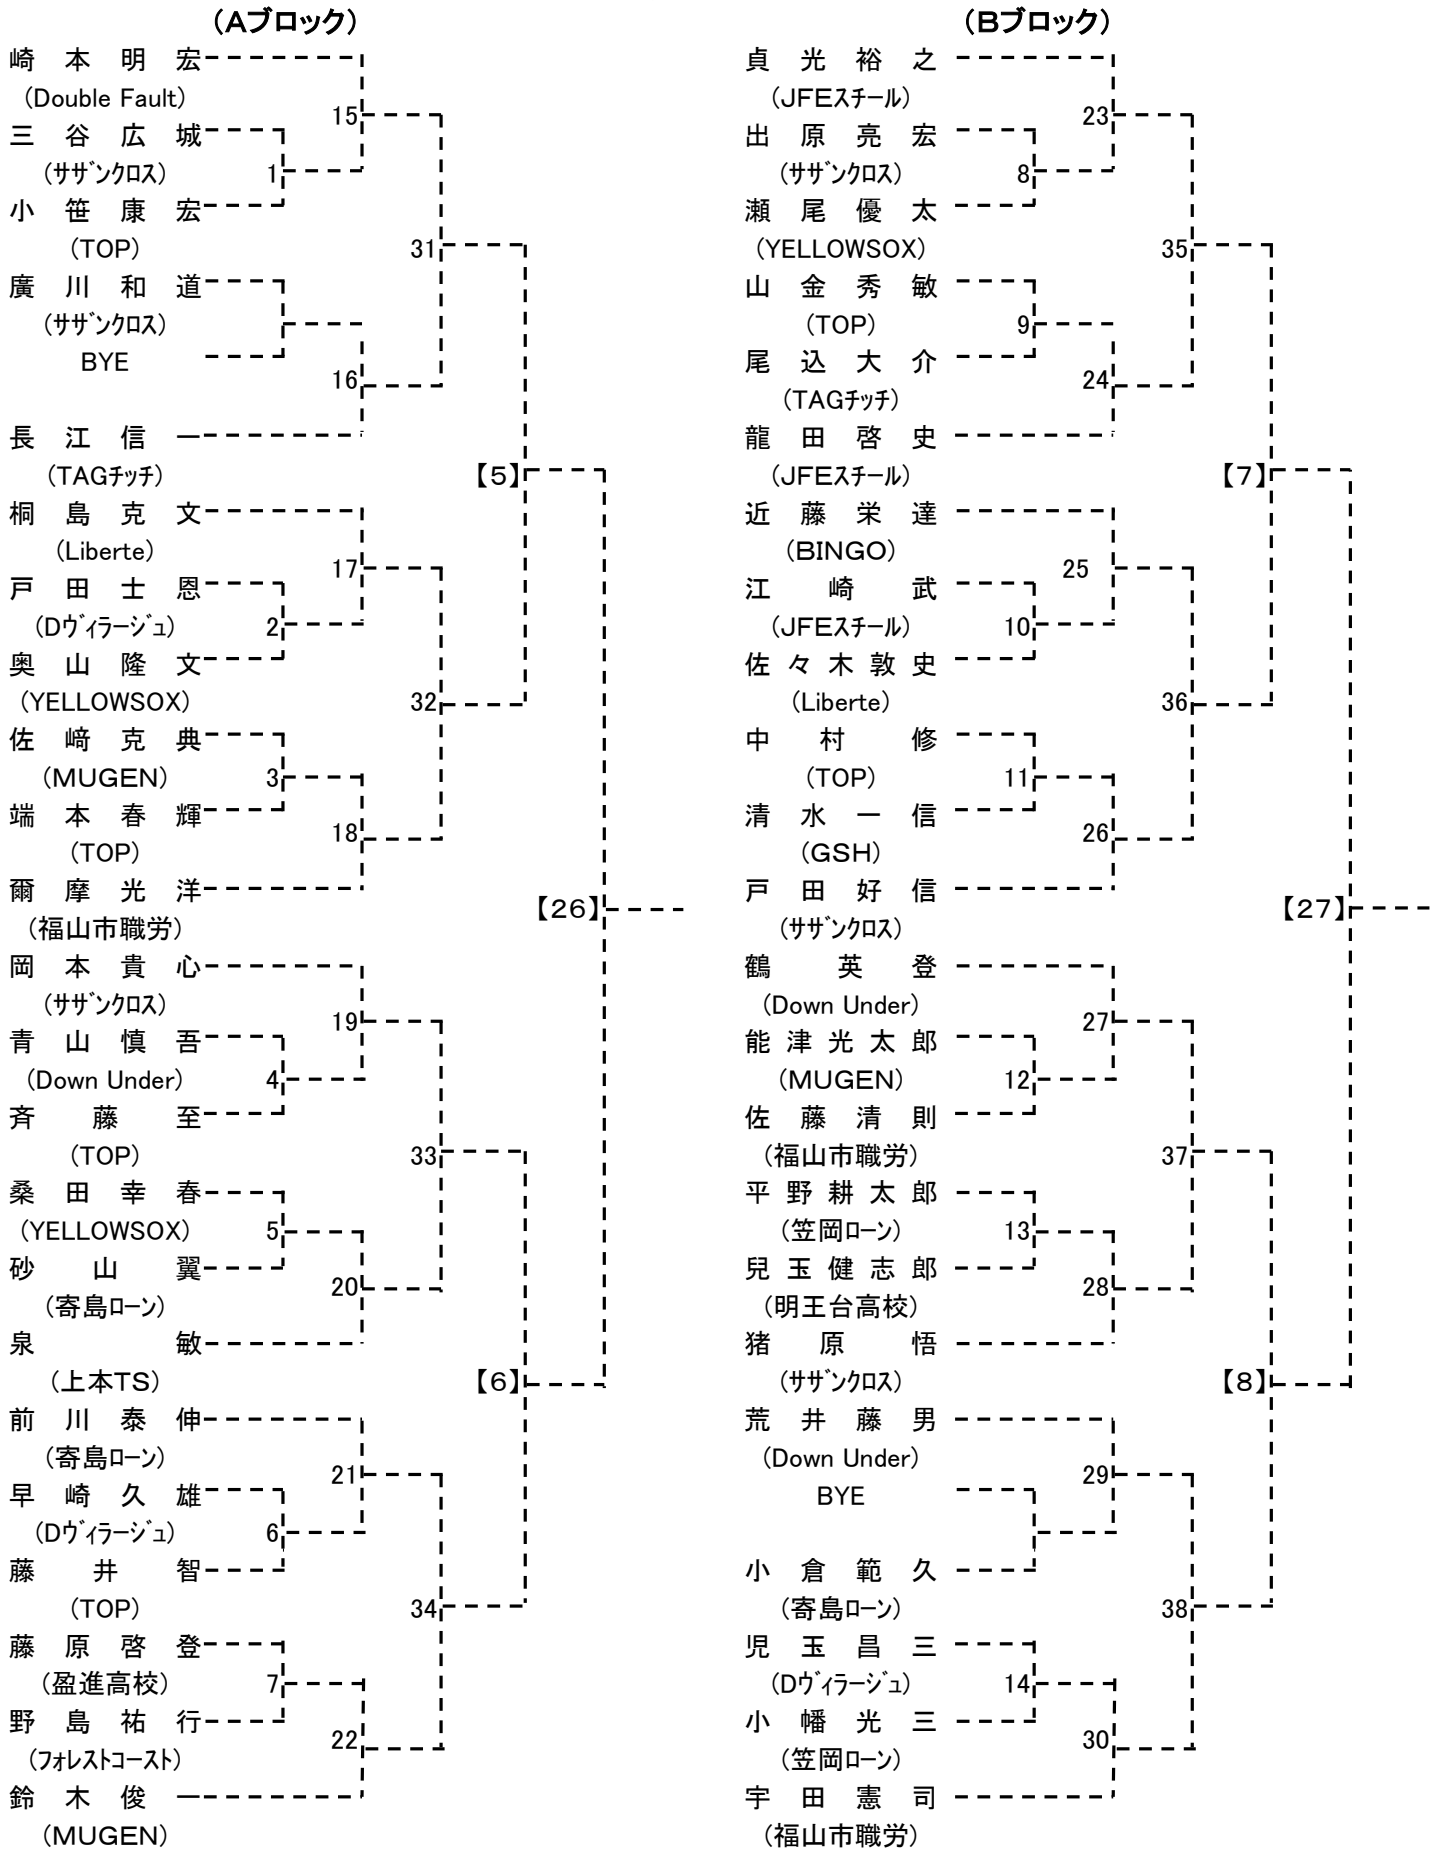 (Aブロック)
崎本明宏
(Double Fault)
15
三谷広城
(サザンクロス)
1
小笹康宏
(TOP)
31
廣川和道
(サザンクロス)
BYE
16
長江信一
(TAGチッチ)
【5】
桐島克文
(Liberte)
17
戸田士恩
(Dヴィラージュ)
2
奥山隆文
(YELLOWSOX)
32
佐﨑克典
(MUGEN)
3
端本春輝
18
(TOP)
爾摩光洋
(福山市職労)
【26】
岡本貴心
(サザンクロス)
19
青山慎吾
(Down Under)
4
斉藤至
(TOP)
33
桑田幸春
(YELLOWSOX)
5
砂山翼
20
(寄島ローン)
泉敏
(上本TS)
【6】
前川泰伸
(寄島ローン)
21
早崎久雄
(Dヴィラージュ)
6
藤井智
(TOP)
34
藤原啓登
(盈進高校)
7
野島祐行
22
(フォレストコースト)
鈴木俊一
(MUGEN)
(Bブロック)
貞光裕之
(JFEスチール)
23
出原亮宏
(サザンクロス)
8
瀬尾優太
(YELLOWSOX)
35
山金秀敏
(TOP)
9
尾込大介
24
(TAGチッチ)
龍田啓史
(JFEスチール)
【7】
近藤栄達
(BINGO)
25
江崎武
(JFEスチール)
10
佐々木敦史
(Liberte)
36
中村修
(TOP)
11
清水一信
26
(GSH)
戸田好信
(サザンクロス)
【27】
鶴英登
(Down Under)
27
能津光太郎
(MUGEN)
12
佐藤清則
(福山市職労)
37
平野耕太郎
(笠岡ローン)
13
兒玉健志郎
28
(明王台高校)
猪原悟
(サザンクロス)
【8】
荒井藤男
(Down Under)
29
BYE
小倉範久
(寄島ローン)
38
児玉昌三
(Dヴィラージュ)
14
小幡光三
30
(笠岡ローン)
宇田憲司
(福山市職労)